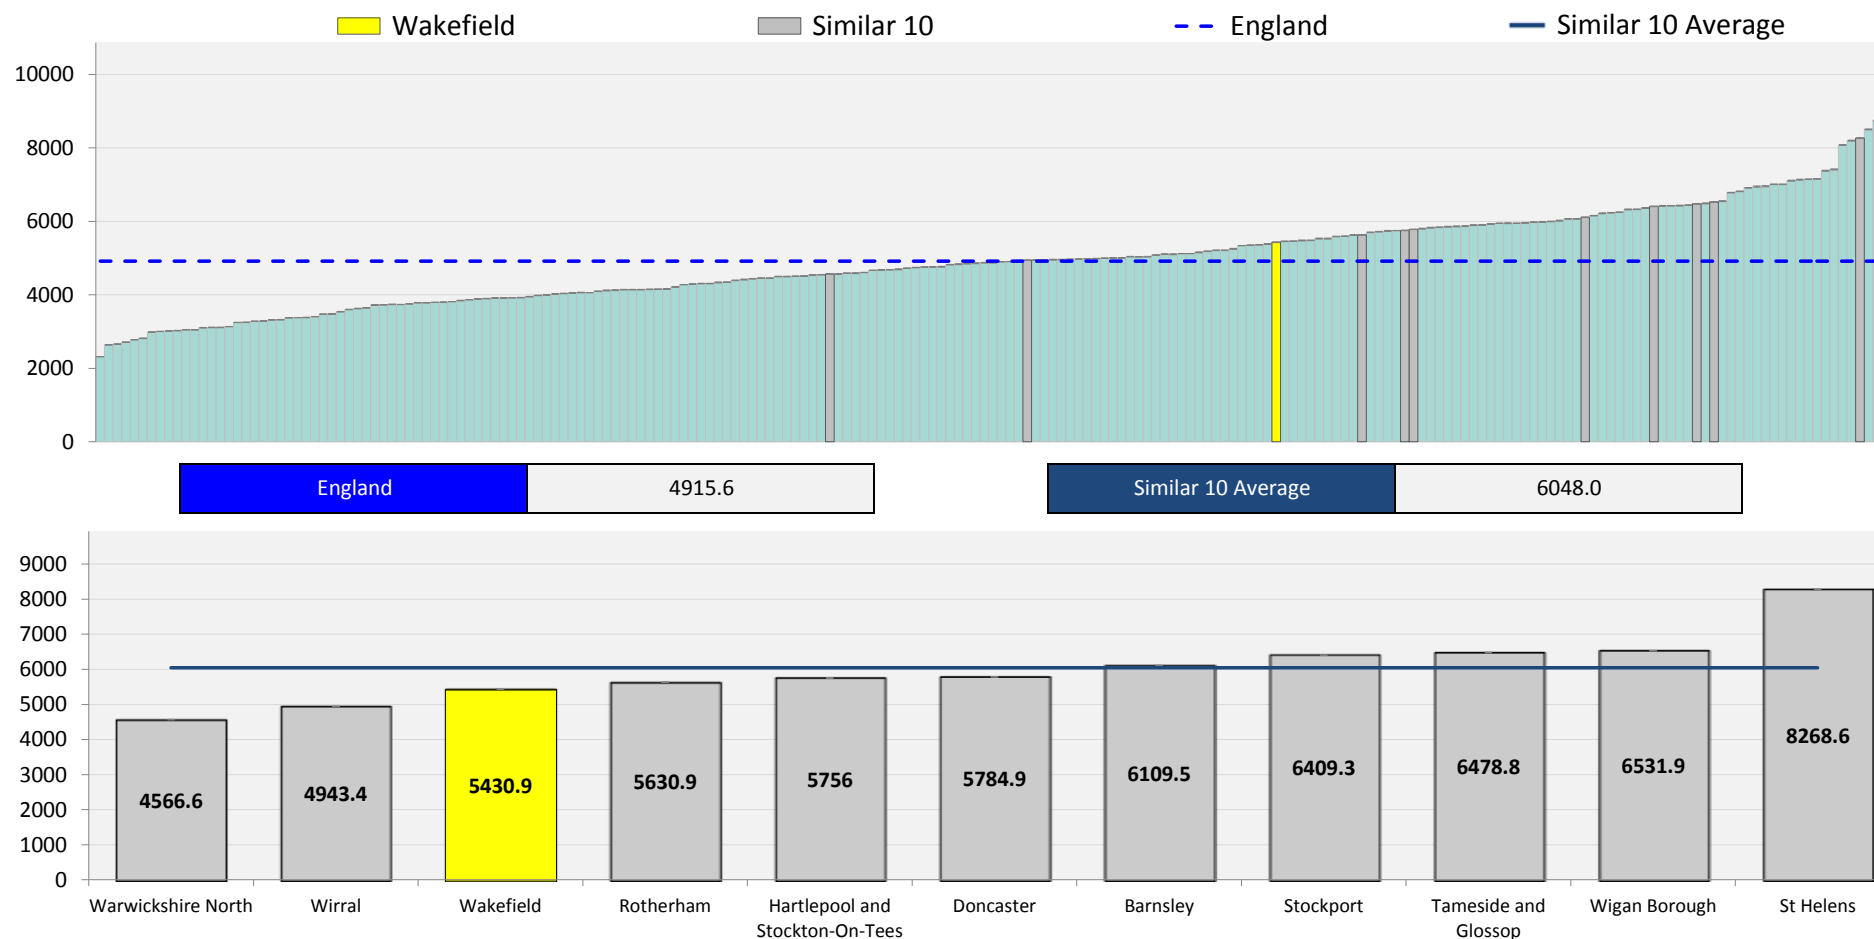 Wakefield
Similar 10
England
Similar 10 Average
10000
8000
6000
4000
2000
0
England
4915.6
Similar 10 Average
6048.0
9000
8000
7000
6000
5000
4000
3000
2000
1000
0
4566.6
4943.4
5430.9
5630.9
5756
5784.9
6109.5
6409.3
6478.8
6531.9
8268.6
Warwickshire North
Wirral
Wakefield
Rotherham
Hartlepool and
Stockton-On-Tees
Doncaster
Barnsley
Stockport
Tameside and
Glossop
Wigan Borough
St Helens